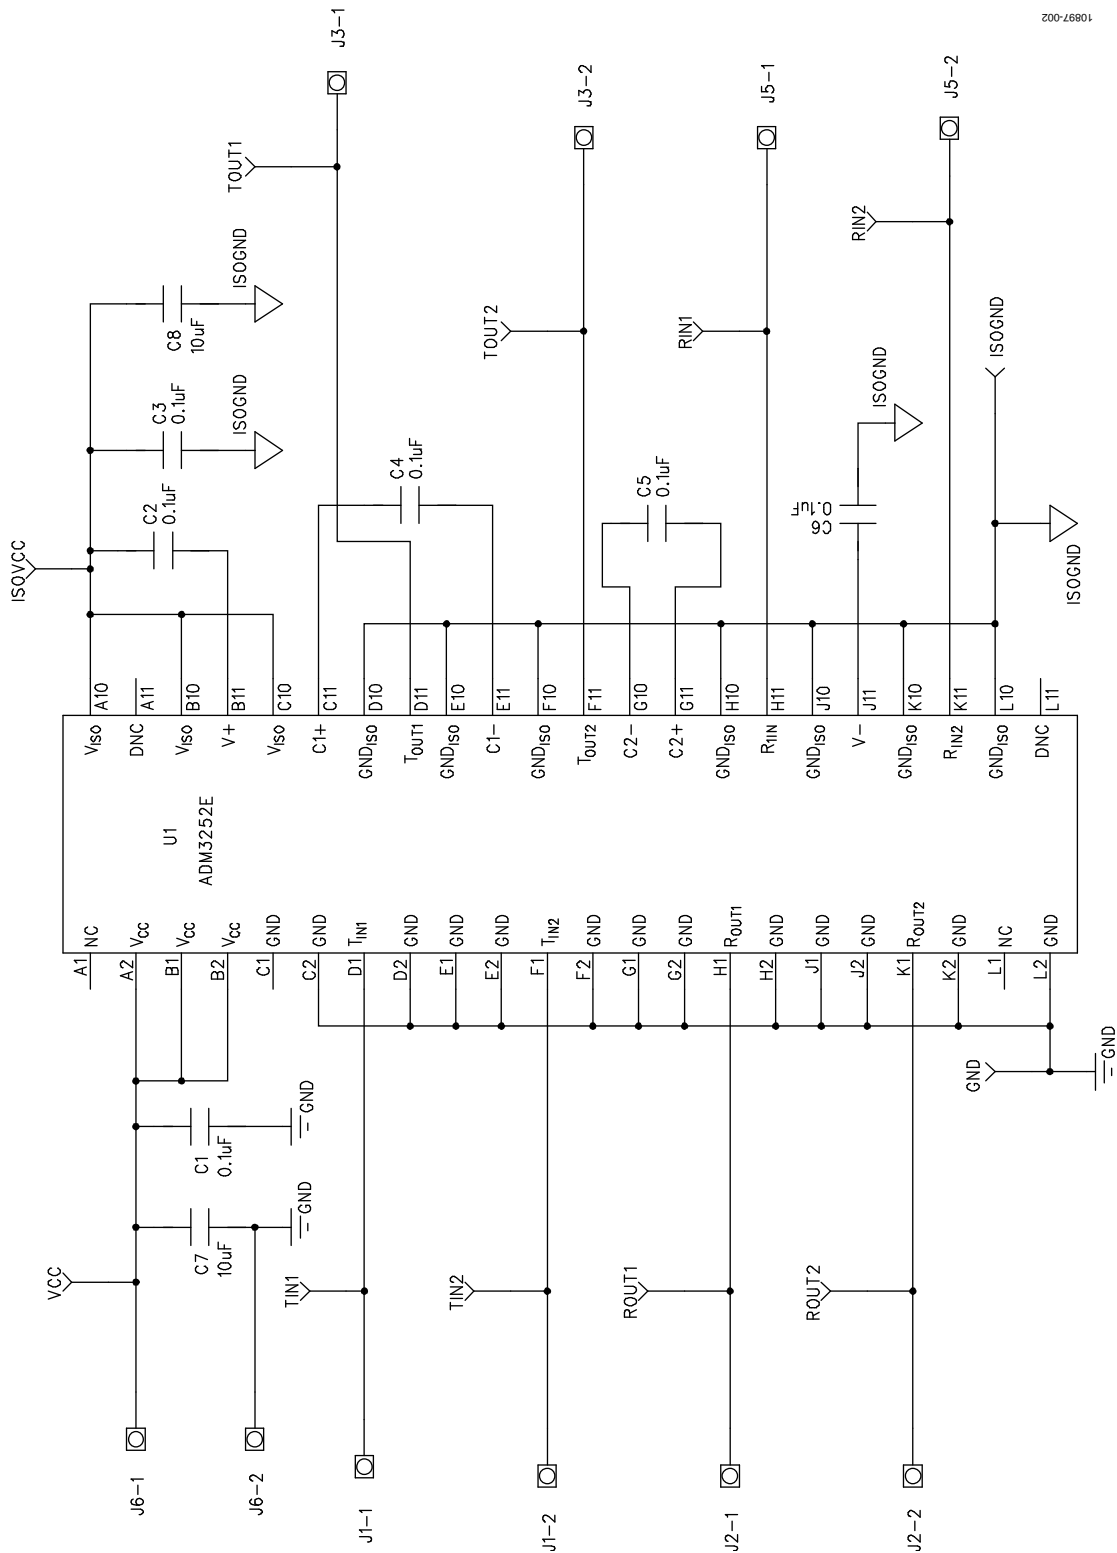 10897-002
J3-1
J3-2
J5-1
J5-2
TOUT1
TOUT2
RIN1
RIN2
ISOVCC
C2
0.1uF
C3
0.1uF
ISOGND
C8
10uF
ISOGND
C4
0.1uF
C5
0.1uF
C6
0.1uF
ISOGND
ISOGND
ISOGND
VISO A10
DNC A11
VISO B10
V+ B11
VISO C10
C1+ C11
GNDISO D10
TOUT1 D11
GNDISO E10
C1- E11
GNDISO F10
TOUT2 F11
C2- G10
C2+ G11
GNDISO H10
R1IN H11
GNDISO J10
V- J11
GNDISO K10
RIN2 K11
GNDISO L10
DNC L11
U1
ADM3252E
A1 NC
A2 VCC
B1 VCC
B2 VCC
C1 GND
C2 GND
D1 TIN1
D2 GND
E1 GND
E2 GND
F1 TIN2
F2 GND
G1 GND
G2 GND
H1 ROUT1
H2 GND
J1 GND
J2 GND
K1 ROUT2
K2 GND
L1 NC
L2 GND
C1
0.1uF
GND
C7
10uF
GND
VCC
TIN1
TIN2
ROUT1
ROUT2
GND
GND
J6-1
J6-2
J1-1
J1-2
J2-1
J2-2